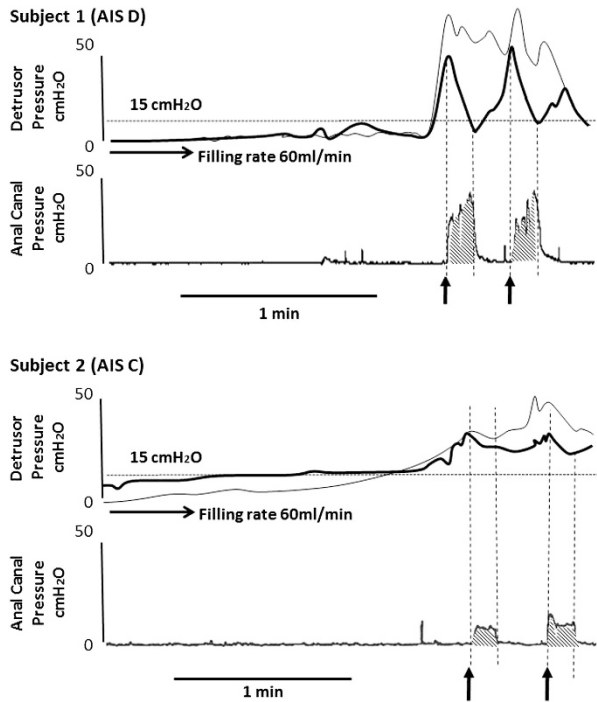 Subject 1 (AIS D)
50
Detrusor
Pressure
cmH2O
15 cmH2O
0
Filling rate 60ml/min
50
Anal Canal
Pressure
cmH2O
0
1 min
Subject 2 (AIS C)
50
Detrusor
Pressure
cmH2O
15 cmH2O
0
Filling rate 60ml/min
50
Anal Canal
Pressure
cmH2O
0
1 min